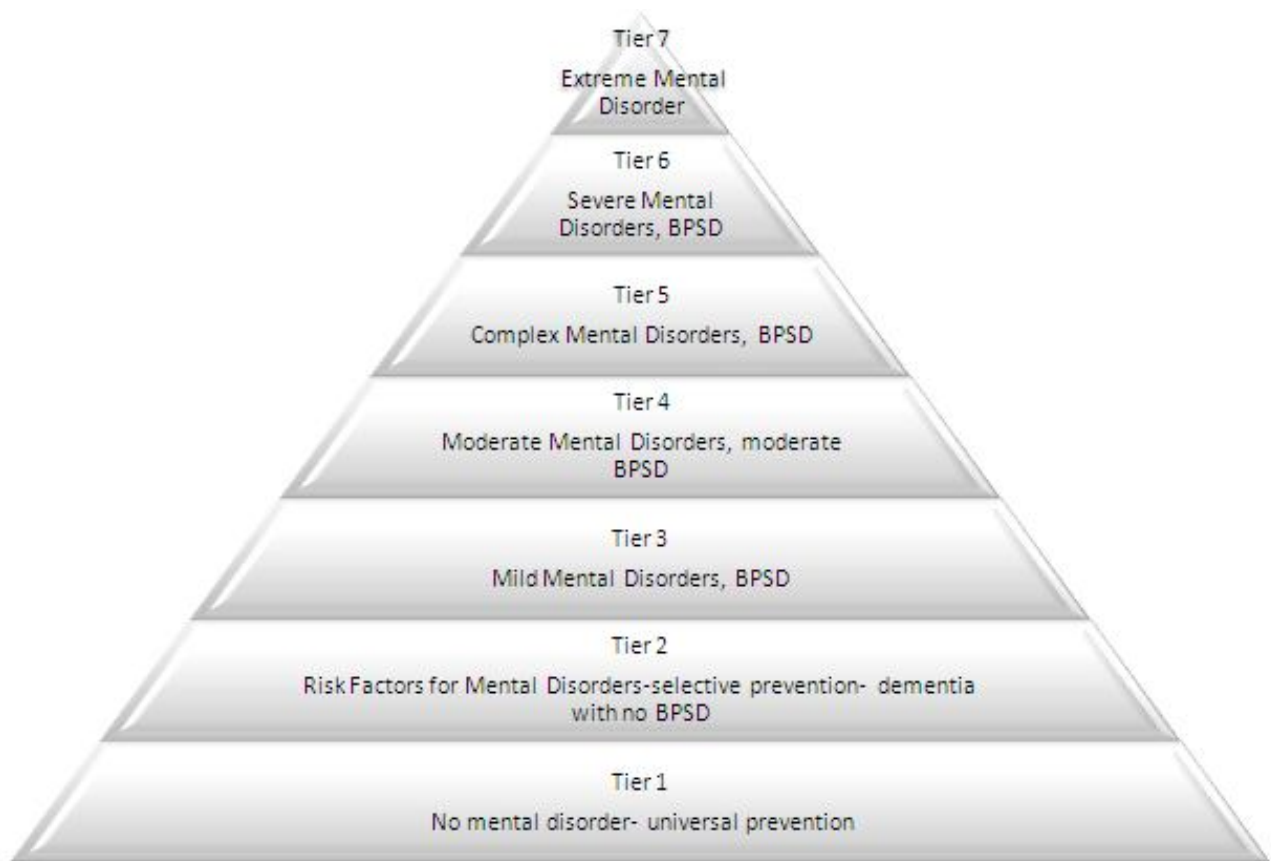 Tier 7
Extreme Mental
Disorder
Tier 6
Severe Mental
Disorders, BPSD
Tier 5
Complex Mental Disorders, BPSD
Tier 4
Moderate Mental Disorders, moderate
BPSD
Tier 3
Mild Mental Disorders, BPSD
Tier 2
Risk Factors for Mental Disorders-selective prevention- dementia
with no BPSD
Tier 1
No mental disorder- universal prevention